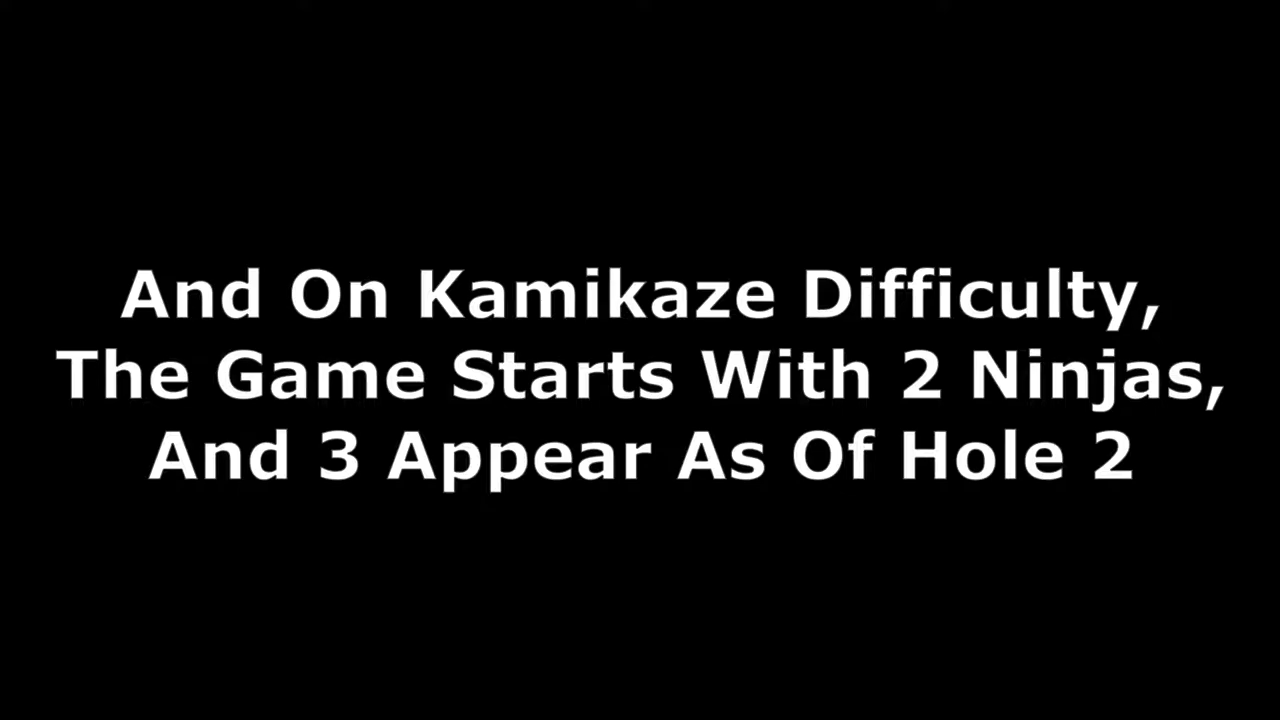 And On Kamikaze Difficulty,
The Game Starts With 2 Ninjas,
And 3 Appear As Of Hole 2